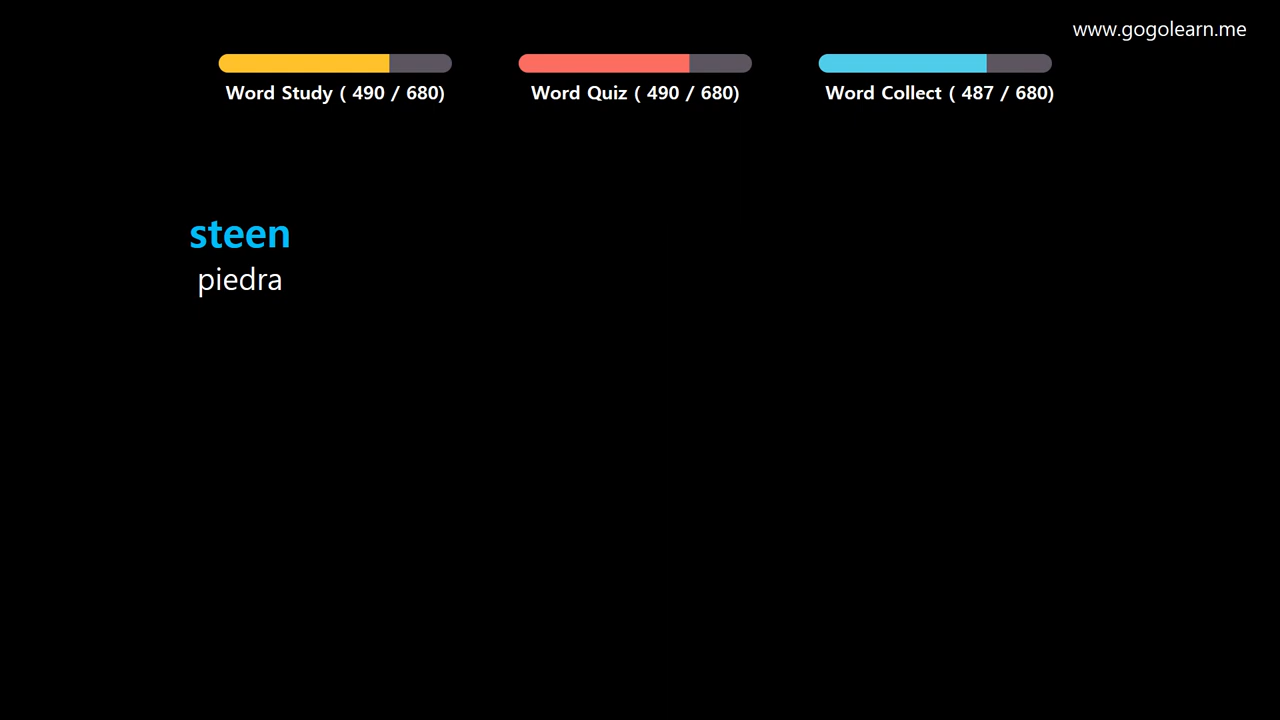 www.gogolearn.me
Word Study ( 490 / 680)
Word Quiz ( 490 / 680)
Word Collect ( 487 / 680)
steen
piedra